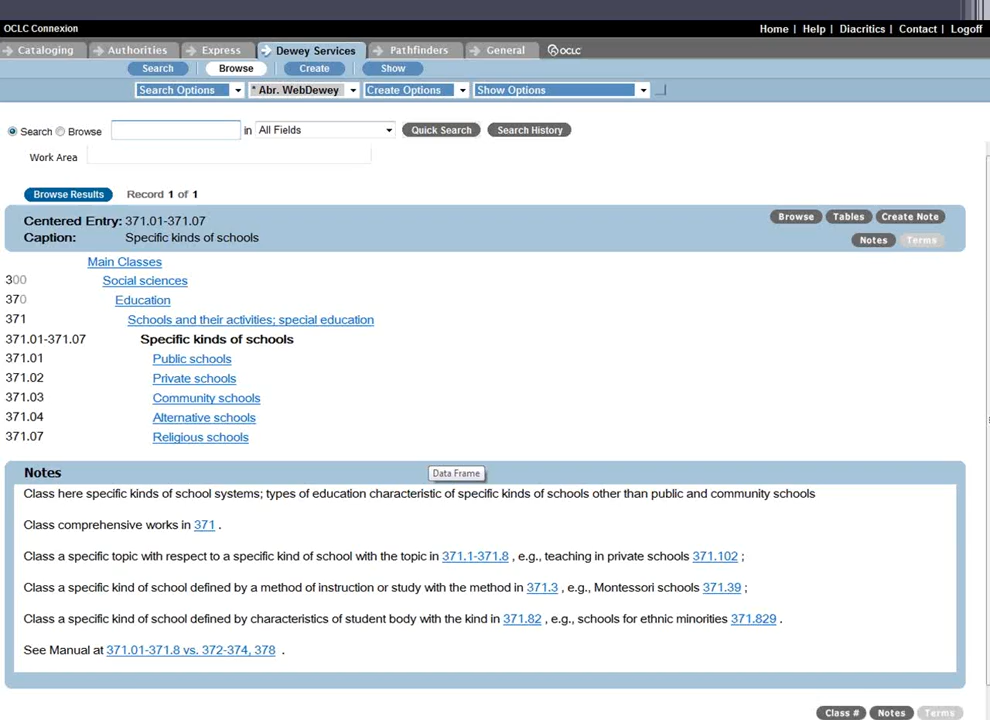 OCLC Connexion
Home | Help | Diacritics | Contact | Logoff
Cataloging Authorities Express Dewey Services Pathfinders General OCLC
Search Browse Create Show
Search Options * Abr. WebDewey Create Options Show Options
Search Browse in All Fields Quick Search Search History
Work Area
Browse Results Record 1 of 1
Centered Entry: 371.01-371.07 Browse Tables Create Note
Caption: Specific kinds of schools Notes Terms
Main Classes
300 Social sciences
370 Education
371 Schools and their activities; special education
371.01-371.07 Specific kinds of schools
371.01 Public schools
371.02 Private schools
371.03 Community schools
371.04 Alternative schools
371.07 Religious schools
Notes Data Frame
Class here specific kinds of school systems; types of education characteristic of specific kinds of schools other than public and community schools
Class comprehensive works in 371 .
Class a specific topic with respect to a specific kind of school with the topic in 371.1-371.8 , e.g., teaching in private schools 371.102 ;
Class a specific kind of school defined by a method of instruction or study with the method in 371.3 , e.g., Montessori schools 371.39 ;
Class a specific kind of school defined by characteristics of student body with the kind in 371.82 , e.g., schools for ethnic minorities 371.829 .
See Manual at 371.01-371.8 vs. 372-374, 378 .
Class # Notes Terms